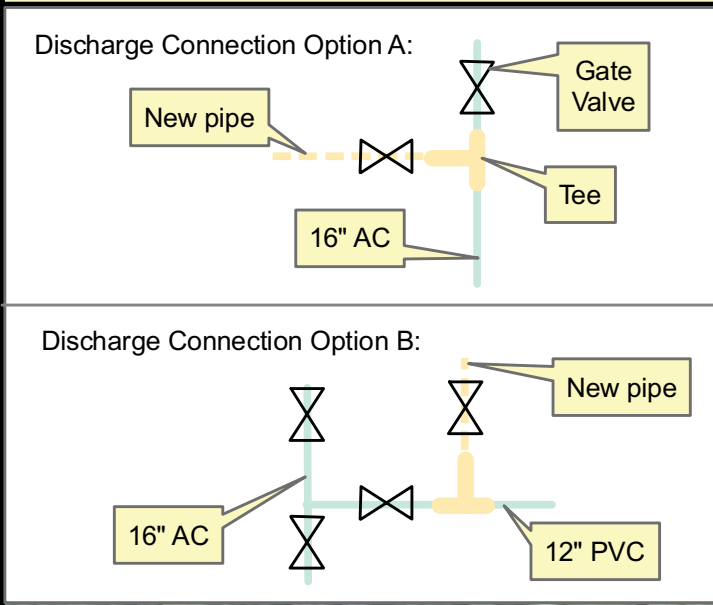 Discharge Connection Option A:
Gate
Valve
New pipe
Tee
16" AC
Discharge Connection Option B:
New pipe
16" AC
12" PVC